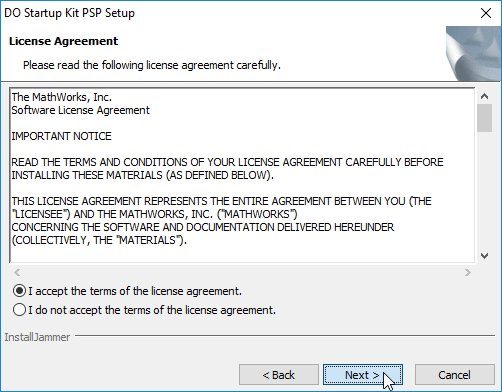 DO Startup Kit PSP Setup
License Agreement
Please read the following license agreement carefully.
The MathWorks, Inc.
Software License Agreement
IMPORTANT NOTICE
READ THE TERMS AND CONDITIONS OF YOUR LICENSE AGREEMENT CAREFULLY BEFORE
INSTALLING THESE MATERIALS (AS DEFINED BELOW).
THIS LICENSE AGREEMENT REPRESENTS THE ENTIRE AGREEMENT BETWEEN YOU (THE
"LICENSEE") AND THE MATHWORKS, INC. ("MATHWORKS")
CONCERNING THE SOFTWARE AND DOCUMENTATION DELIVERED HEREUNDER
(COLLECTIVELY, THE "MATERIALS").
I accept the terms of the license agreement.
I do not accept the terms of the license agreement.
InstallJammer
< Back
Next >
Cancel